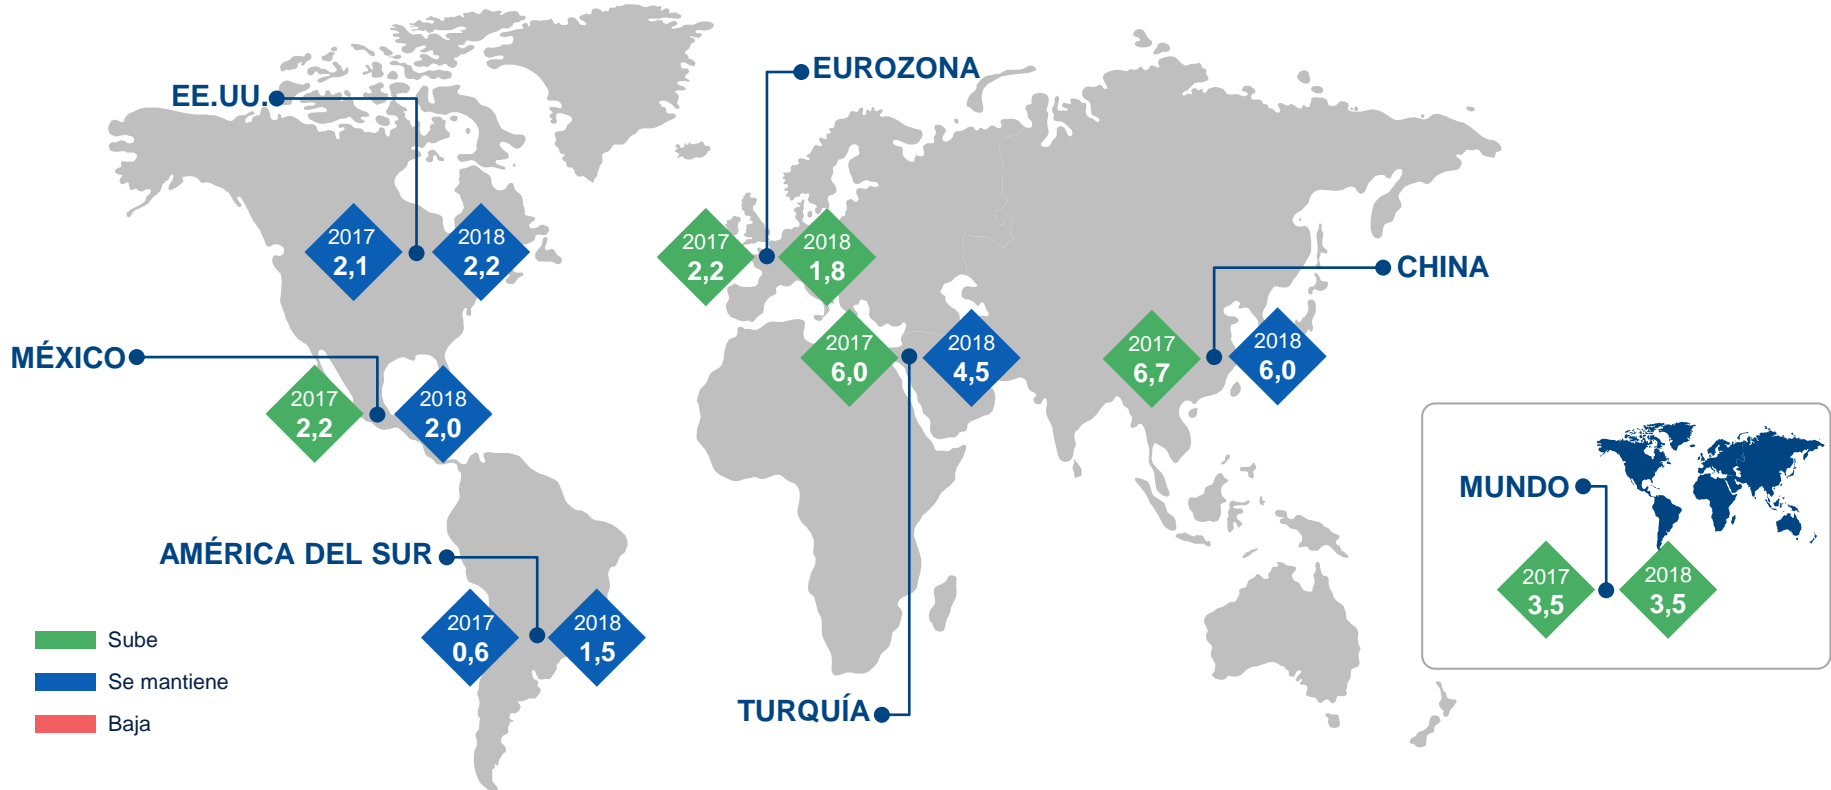 EUROZONA
EE.UU.
2017
2,1
2018
2,2
2017
2,2
2018
1,8
CHINA
MÉXICO
2017
2,2
2018
2,0
2017
6,0
2018
4,5
2017
6,7
2018
6,0
MUNDO
2017
3,5
2018
3,5
AMÉRICA DEL SUR
2017
0,6
2018
1,5
TURQUÍA
Sube
Se mantiene
Baja